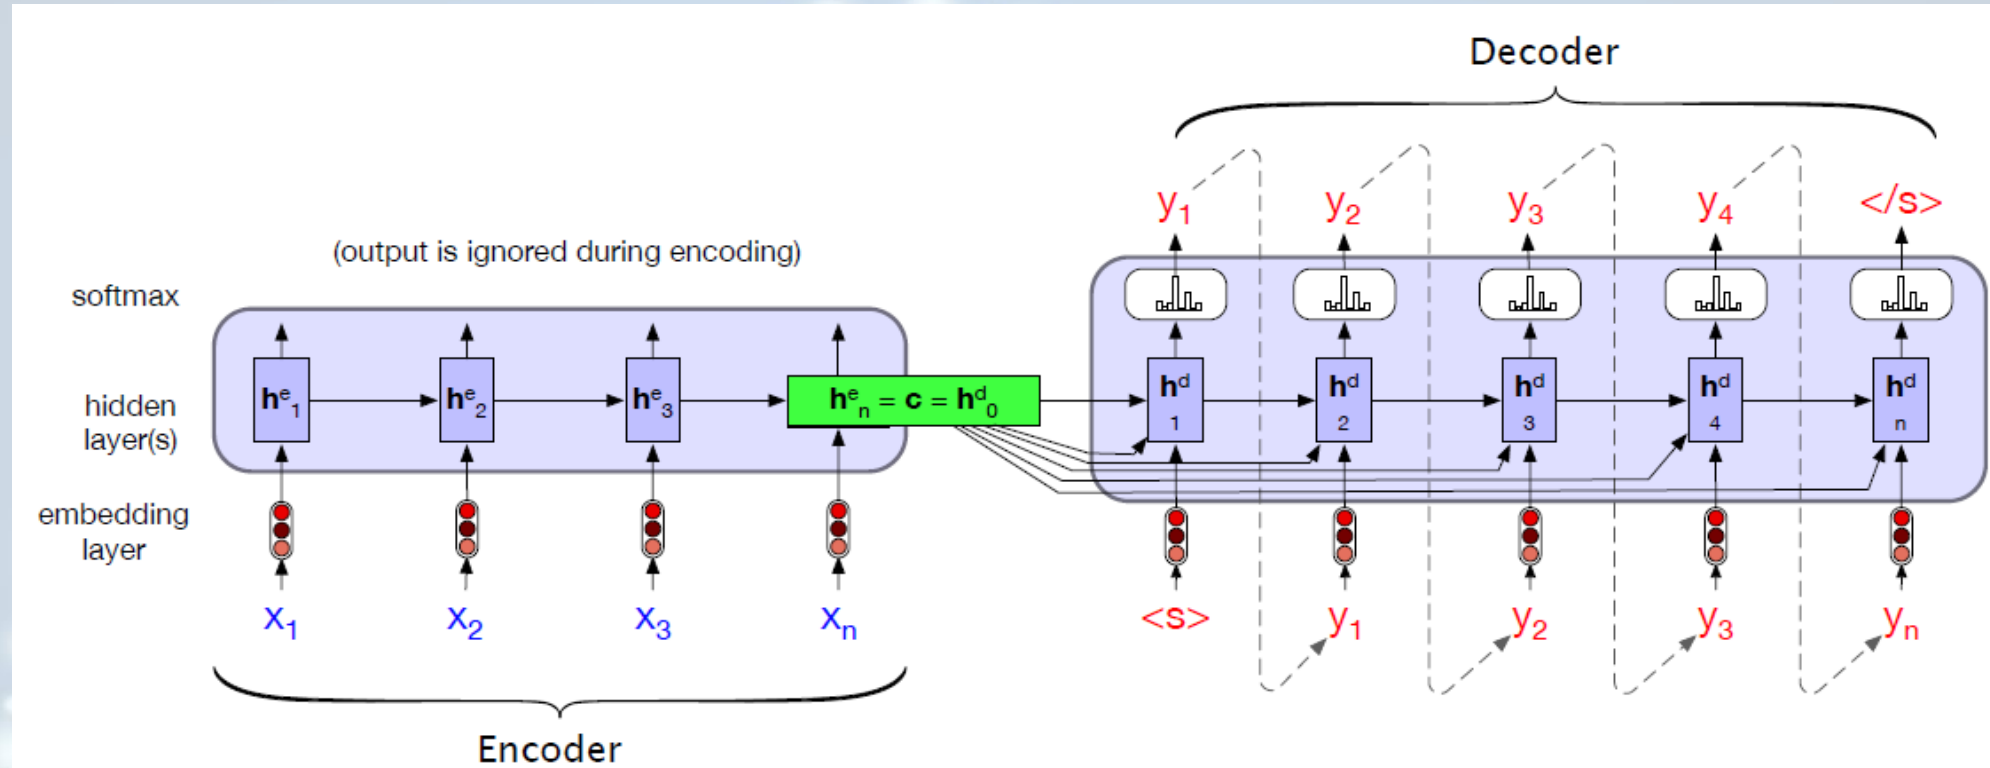 Decoder
y₁ y₂ y₃ y₄ </s>
(output is ignored during encoding)
softmax
hidden
layer(s)
hᵉ₁ hᵉ₂ hᵉ₃ hᵉₙ = c = hᵈ₀ hᵈ₁ hᵈ₂ hᵈ₃ hᵈ₄ hᵈₙ
embedding
layer
x₁ x₂ x₃ xₙ <s> y₁ y₂ y₃ yₙ
Encoder